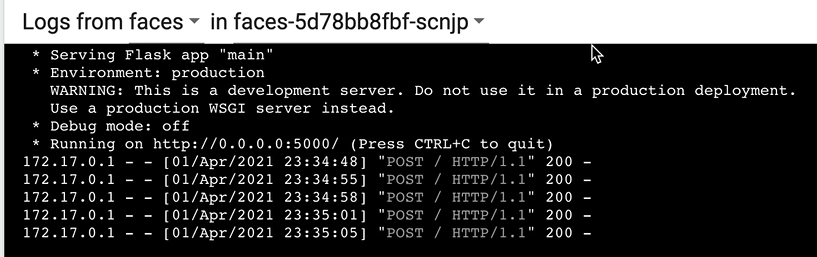 Logs from faces in faces-5d78bb8fbf-scnjp
* Serving Flask app "main"
* Environment: production
WARNING: This is a development server. Do not use it in a production deployment.
Use a production WSGI server instead.
* Debug mode: off
* Running on http://0.0.0.0:5000/ (Press CTRL+C to quit)
172.17.0.1 - - [01/Apr/2021 23:34:48] "POST / HTTP/1.1" 200 -
172.17.0.1 - - [01/Apr/2021 23:34:55] "POST / HTTP/1.1" 200 -
172.17.0.1 - - [01/Apr/2021 23:34:58] "POST / HTTP/1.1" 200 -
172.17.0.1 - - [01/Apr/2021 23:35:01] "POST / HTTP/1.1" 200 -
172.17.0.1 - - [01/Apr/2021 23:35:05] "POST / HTTP/1.1" 200 -